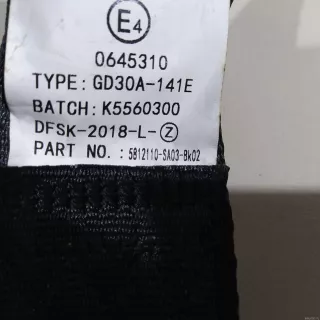 E4
0645310
TYPE: GD30A-141E
BATCH: K5560300
DFSK-2018-L-Ⓩ
PART NO. : 5812110-SA03-BK02